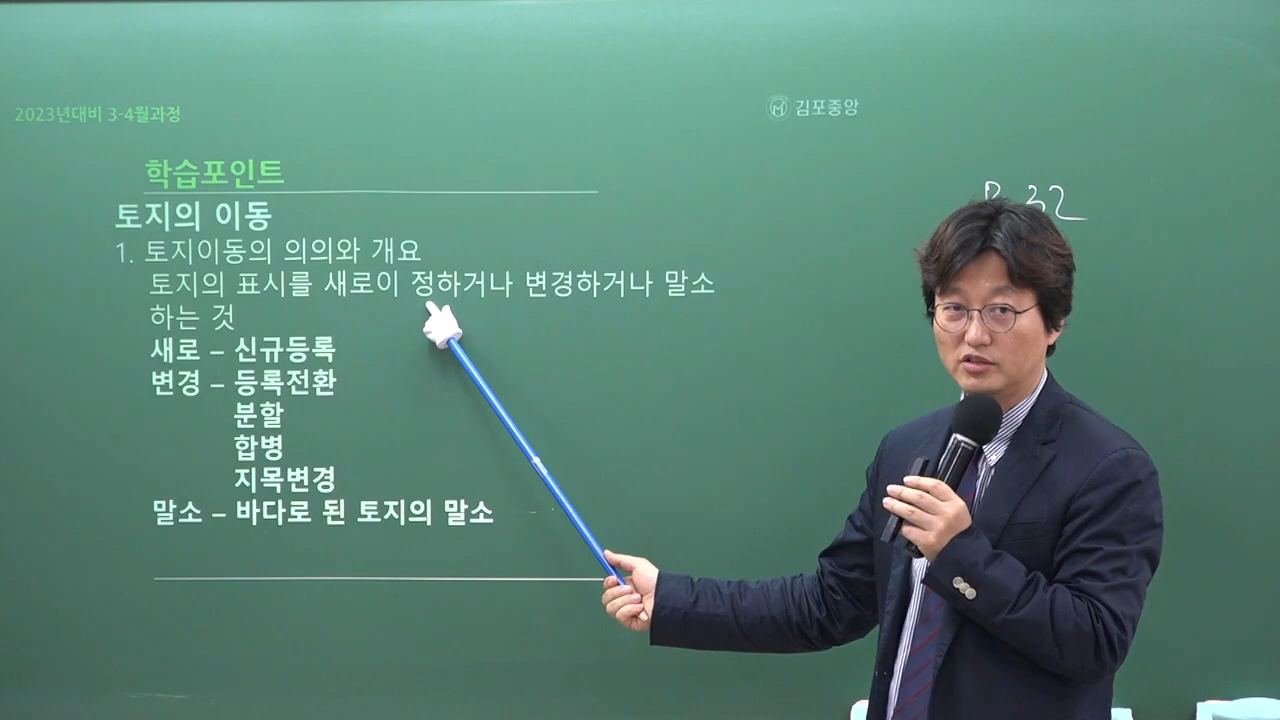 2023년대비 3-4월과정
김포중앙
학습포인트
P. 32
토지의 이동
1. 토지이동의 의의와 개요
토지의 표시를 새로이 정하거나 변경하거나 말소
하는 것
새로 – 신규등록
변경 – 등록전환
분할
합병
지목변경
말소 – 바다로 된 토지의 말소